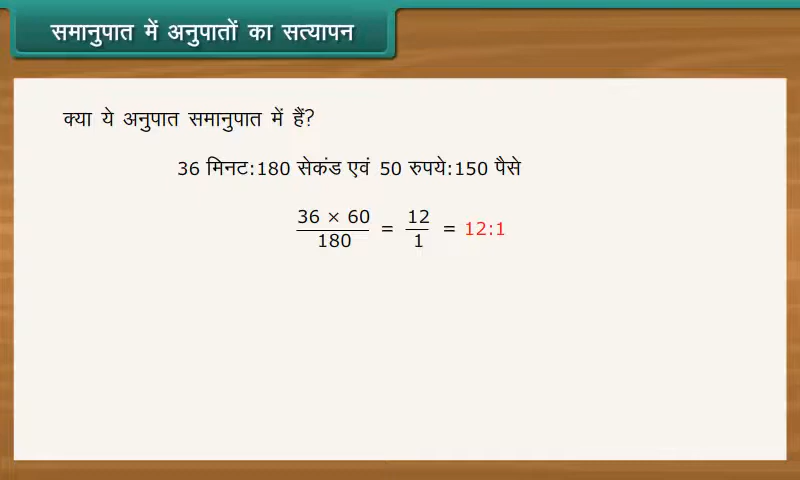 समानुपात में अनुपातों का सत्यापन
क्या ये अनुपात समानुपात में हैं?
36 मिनट:180 सेकंड एवं 50 रुपये:150 पैसे
36 × 60 / 180 = 12 / 1 = 12:1